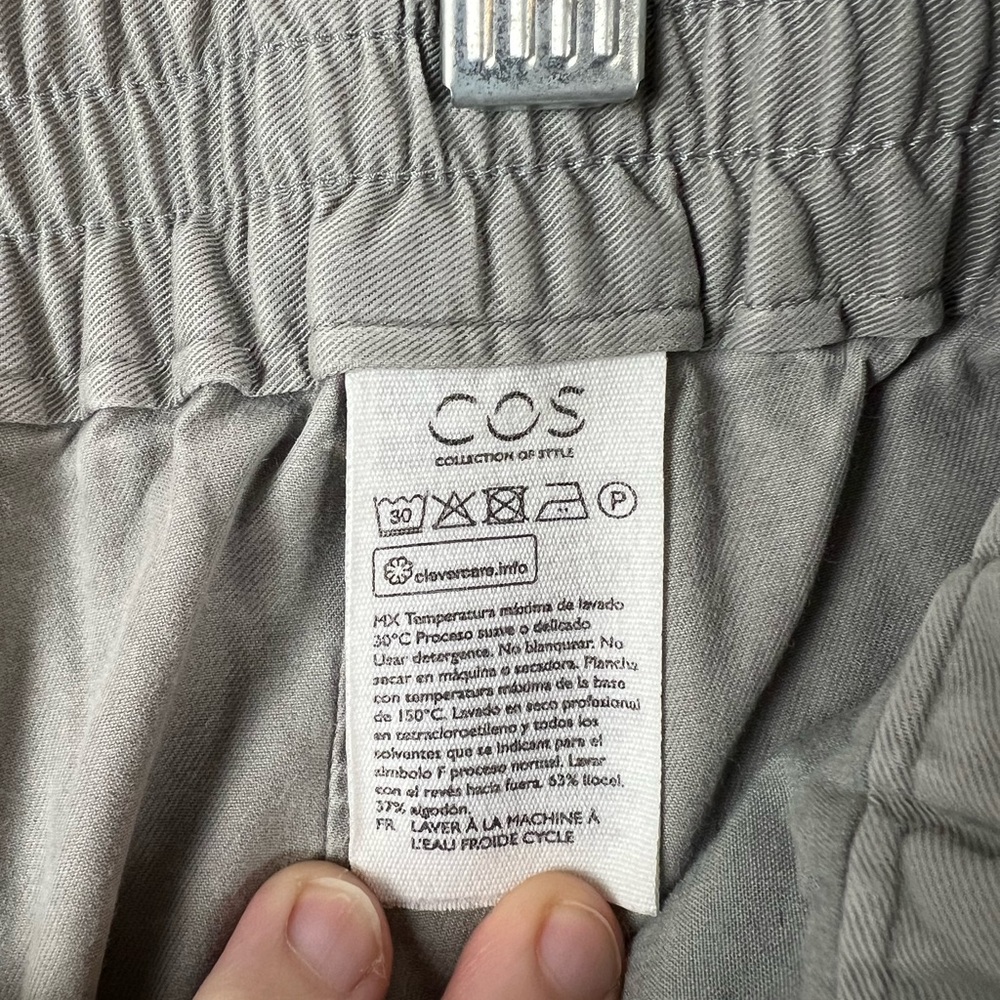 COS
COLLECTION OF STYLE
30 P
clevercare.info
MX Temperatura máxima de lavado
30°C Proceso suave o delicado
Usar detergente. No blanquear. No
secar en máquina o secadora. Plancha
con temperatura máxima de la base
de 150°C. Lavado en seco profesional
en tetracloroetileno y todos los
solventes que se indican para el
símbolo F proceso normal. Lavar
con el revés hacia fuera. 63% liocel,
37% algodón.
FR LAVER À LA MACHINE À
L'EAU FROIDE CYCLE